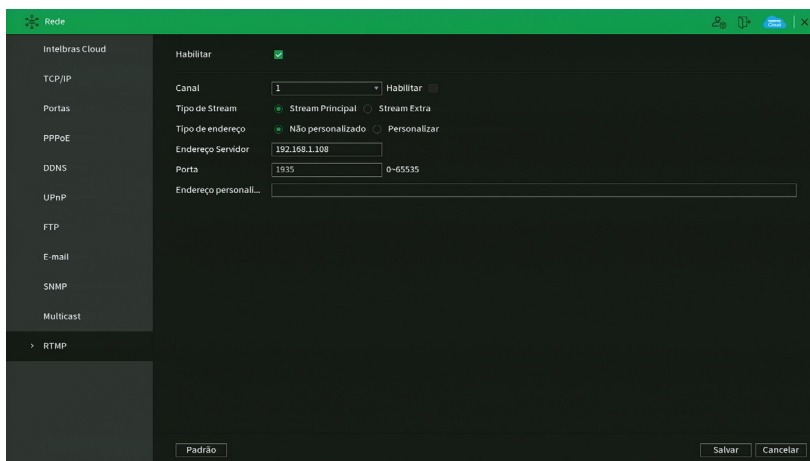 Rede
Cloud
Intelbras Cloud
TCP/IP
Portas
PPPoE
DDNS
UPnP
FTP
E-mail
SNMP
Multicast
> RTMP
Habilitar
Canal 1 Habilitar
Tipo de Stream Stream Principal Stream Extra
Tipo de endereço Não personalizado Personalizar
Endereço Servidor 192.168.1.108
Porta 1935 0~65535
Endereço personali...
Padrão Salvar Cancelar